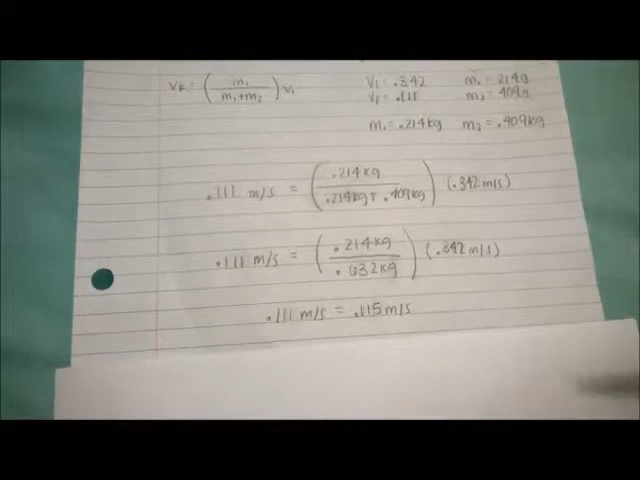 VF = (m1/m1+m2) v1
V1 = .342 m1 = 214g
VF = .111 m2 = 409g
m1 = .214kg m2 = .409kg
.111 m/s = (.214kg/.214kg + .409kg) (.342 m/s)
.111 m/s = (.214kg/.632kg) (.342 m/s)
.111 m/s = .115 m/s